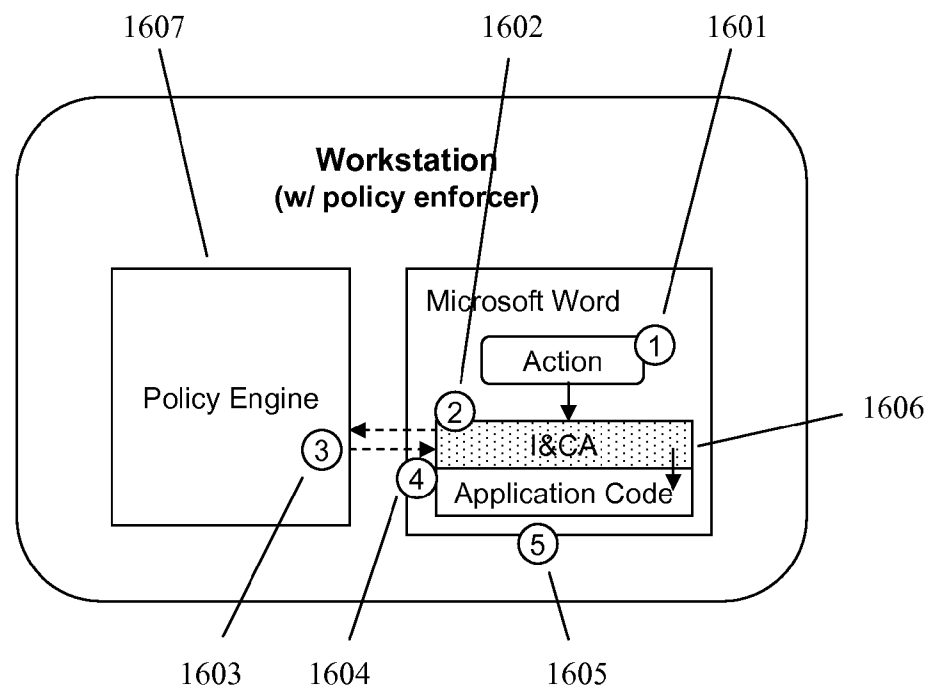 1607
1602
1601
Workstation
(w/ policy enforcer)
Microsoft Word
1
Action
Policy Engine
2
1606
3
I&CA
4
Application Code
5
1603
1604
1605